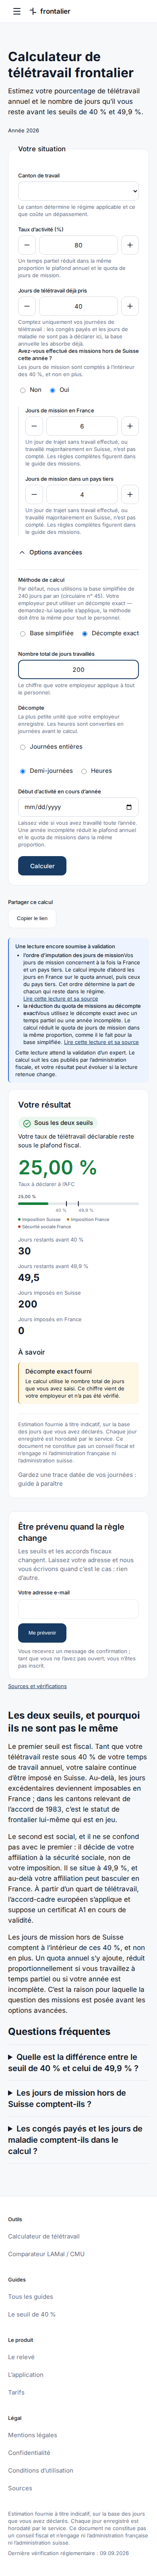 frontalier
Calculateur de
télétravail frontalier
Estimez votre pourcentage de télétravail
annuel et le nombre de jours qu'il vous
reste avant les seuils de 40 % et 49,9 %.
Année 2026
Votre situation
Canton de travail
Le canton détermine le régime applicable et ce
que coûte un dépassement.
Taux d'activité (%)
80
Un temps partiel réduit dans la même
proportion le plafond annuel et le quota de
jours de mission.
Jours de télétravail déjà pris
40
Comptez uniquement vos journées de
télétravail : les congés payés et les jours de
maladie ne sont pas à déclarer ici, la base
annuelle les absorbe déjà.
Avez-vous effectué des missions hors de Suisse
cette année ?
Les jours de mission sont comptés à l'intérieur
des 40 %, et non en plus.
Non
Oui
Jours de mission en France
6
Un jour de trajet sans travail effectué, ou
travaillé majoritairement en Suisse, n'est pas
compté. Les règles complètes figurent dans
le guide des missions.
Jours de mission dans un pays tiers
4
Un jour de trajet sans travail effectué, ou
travaillé majoritairement en Suisse, n'est pas
compté. Les règles complètes figurent dans
le guide des missions.
Options avancées
Méthode de calcul
Par défaut, nous utilisons la base simplifiée de
240 jours par an (circulaire n° 45). Votre
employeur peut utiliser un décompte exact —
demandez-lui laquelle il applique. La base
simplifiée est une option offerte à l'employeur,
pas la méthode de tout le monde.
Base simplifiée
Décompte exact
Nombre total de jours travaillés
200
Le chiffre que votre employeur applique à tout
le personnel.
Décompte
La plus petite unité que votre employeur
enregistre. Les heures sont converties en
journées avant le calcul.
Journées entières
Demi-journées
Heures
Début d'activité en cours d'année
mm/dd/yyyy
Laissez vide si vous avez travaillé toute l'année.
Une année incomplète réduit le plafond annuel
et le quota de missions dans la même
proportion.
Calculer
Partager ce calcul
Copier le lien
Une lecture encore soumise à validation
l'ordre d'imputation des jours de missionVos
jours de mission concernent à la fois la France
et un pays tiers. Le calcul impute d'abord les
jours en France sur le quota annuel, puis ceux
du pays tiers. Cet ordre détermine la part de
chacun qui reste dans le régime.
Lire cette lecture et sa source
la réduction du quota de missions au décompte
exactVous utilisez le décompte exact avec un
temps partiel ou une année incomplète. Le
calcul réduit le quota de jours de mission dans
la même proportion, comme il le fait pour la
base simplifiée. Lire cette lecture et sa source
Cette lecture attend la validation d'un expert. Le
calcul suit les cas publiés par l'administration
fiscale, et votre résultat peut évoluer si la lecture
retenue change.
Votre résultat
Sous les deux seuils
Votre taux de télétravail déclarable reste
sous le plafond fiscal.
25,00 %
Taux à déclarer à l'AFC
25,00 %
40 %
49,9 %
Imposition Suisse
Imposition France
Sécurité sociale France
Jours restants avant 40 %
30
Jours restants avant 49,9 %
49,5
Jours imposés en Suisse
200
Jours imposés en France
0
À savoir
Décompte exact fourni
Le calcul utilise le nombre total de jours
que vous avez saisi. Ce chiffre vient de
votre employeur et n'a pas été vérifié.
Estimation fournie à titre indicatif, sur la base
des jours que vous avez déclarés. Chaque jour
enregistré est horodaté par le service. Ce
document ne constitue pas un conseil fiscal et
n'engage ni l'administration française ni
l'administration suisse.
Gardez une trace datée de vos journées :
guide à paraître
Être prévenu quand la règle
change
Les seuils et les accords fiscaux
changent. Laissez votre adresse et nous
vous écrivons quand c'est le cas : rien
d'autre.
Votre adresse e-mail
Me prévenir
Vous recevrez un message de confirmation ;
tant que vous ne l'avez pas ouvert, vous n'êtes
pas inscrit.
Sources et vérifications
Les deux seuils, et pourquoi
ils ne sont pas le même
Le premier seuil est fiscal. Tant que votre
télétravail reste sous 40 % de votre temps
de travail annuel, votre salaire continue
d'être imposé en Suisse. Au-delà, les jours
excédentaires deviennent imposables en
France ; dans les cantons relevant de
l'accord de 1983, c'est le statut de
frontalier lui-même qui est en jeu.
Le second est social, et il ne se confond
pas avec le premier : il décide de votre
affiliation à la sécurité sociale, non de
votre imposition. Il se situe à 49,9 %, et
au-delà votre affiliation peut basculer en
France. À partir d'un quart de télétravail,
l'accord-cadre européen s'applique et
suppose un certificat A1 en cours de
validité.
Les jours de mission hors de Suisse
comptent à l'intérieur de ces 40 %, et non
en plus. Un quota annuel s'y ajoute, réduit
proportionnellement si vous travaillez à
temps partiel ou si votre année est
incomplète. C'est la raison pour laquelle la
question des missions est posée avant les
options avancées.
Questions fréquentes
Quelle est la différence entre le
seuil de 40 % et celui de 49,9 % ?
Les jours de mission hors de
Suisse comptent-ils ?
Les congés payés et les jours de
maladie comptent-ils dans le
calcul ?
Outils
Calculateur de télétravail
Comparateur LAMal / CMU
Guides
Tous les guides
Le seuil de 40 %
Le produit
Le relevé
L'application
Tarifs
Légal
Mentions légales
Confidentialité
Conditions d'utilisation
Sources
Estimation fournie à titre indicatif, sur la base des jours
que vous avez déclarés. Chaque jour enregistré est
horodaté par le service. Ce document ne constitue pas
un conseil fiscal et n'engage ni l'administration française
ni l'administration suisse.
Dernière vérification réglementaire : 09.09.2026